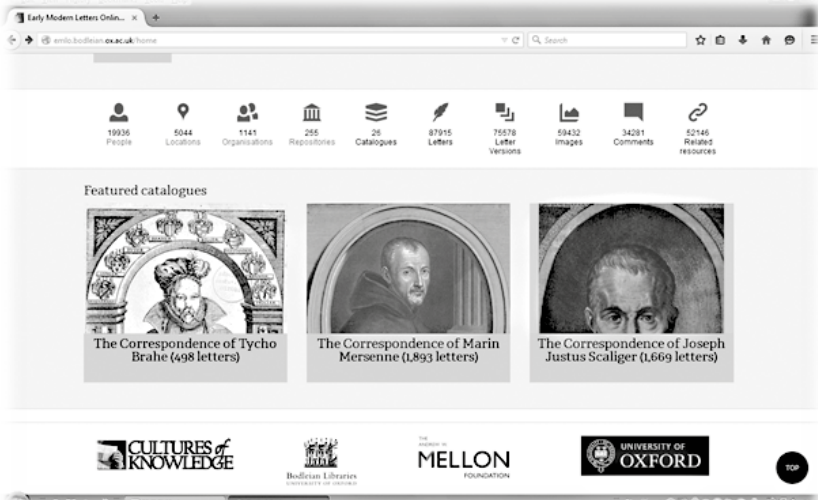 Early Modern Letters Onlin...
emlo.bodleian.ox.ac.uk/home
Search
19936
People
5044
Locations
1141
Organisations
255
Repositories
26
Catalogues
87915
Letters
75578
Letter
Versions
59432
Images
34281
Comments
52146
Related
resources
Featured catalogues
The Correspondence of Tycho
Brahe (498 letters)
The Correspondence of Marin
Mersenne (1,893 letters)
The Correspondence of Joseph
Justus Scaliger (1,669 letters)
CULTURES of
KNOWLEDGE
Bodleian Libraries
UNIVERSITY OF OXFORD
THE
ANDREW W.
MELLON
FOUNDATION
UNIVERSITY OF
OXFORD
TOP